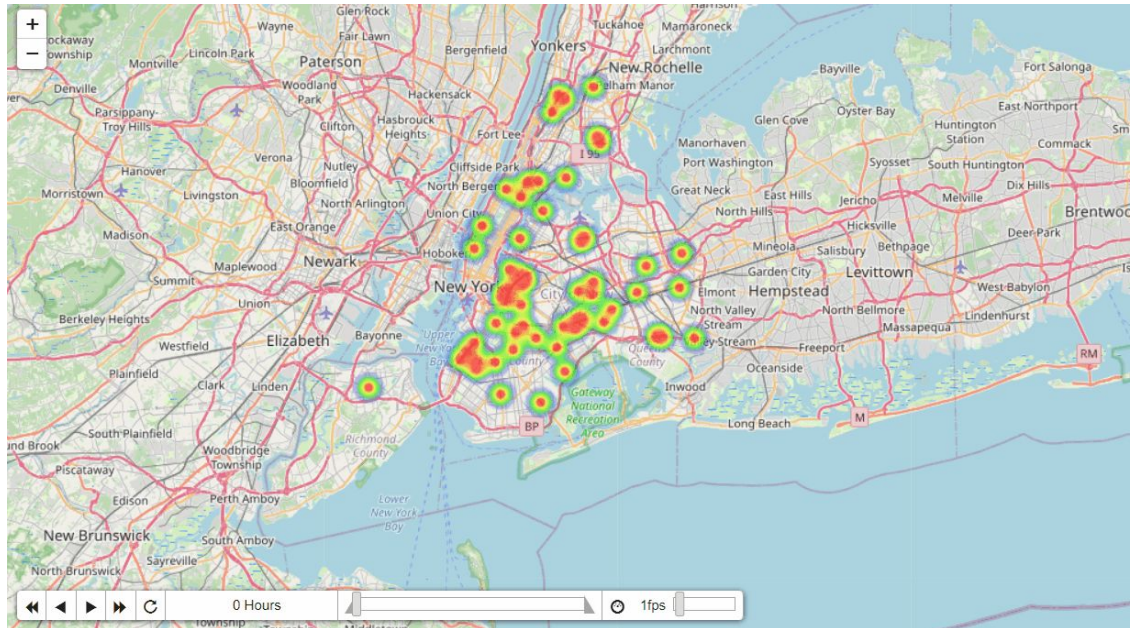 Glen Rock
Tuckahoe
Harrison
Wayne
Fair Lawn
Mamaroneck
+
Rockaway
Township
Lincoln Park
Bergenfield
Yonkers
Larchmont
−
Montville
Paterson
New Rochelle
Bayville
Fort Salonga
Denville
Woodland
Park
Hackensack
Pelham Manor
Parsippany-
Troy Hills
Clifton
Hasbrouck
Heights
Glen Cove
Oyster Bay
East Northport
Verona
Fort Lee
Manorhaven
Huntington
Station
Commack
Hanover
Nutley
Cliffside Park
I 95
Port Washington
Syosset
South Huntington
Morristown
Livingston
Bloomfield
North Bergen
Great Neck
East Hills
Jericho
Dix Hills
North Arlington
Union City
North Hills
Melville
Brentwood
Madison
East Orange
Hicksville
Deer Park
Hoboken
Mineola
Salisbury
Bethpage
Maplewood
Newark
Garden City
Levittown
Summit
New York
City
Elmont
Hempstead
West Babylon
Union
North Valley
Stream
North Bellmore
Lindenhurst
Berkeley Heights
Bayonne
Upper
New York
Bay
Massapequa
Westfield
Elizabeth
County
Queens
County
Valley Stream
Freeport
RM
Plainfield
Clark
Linden
Oceanside
Inwood
Gateway
National
Recreation
Area
M
South Plainfield
BP
Long Beach
Bound Brook
Richmond
County
Piscataway
Woodbridge
Township
Edison
Perth Amboy
Lower
New York
Bay
New Brunswick
South Amboy
Sayreville
North Brunswick
0 Hours
1fps
Township
Middletown